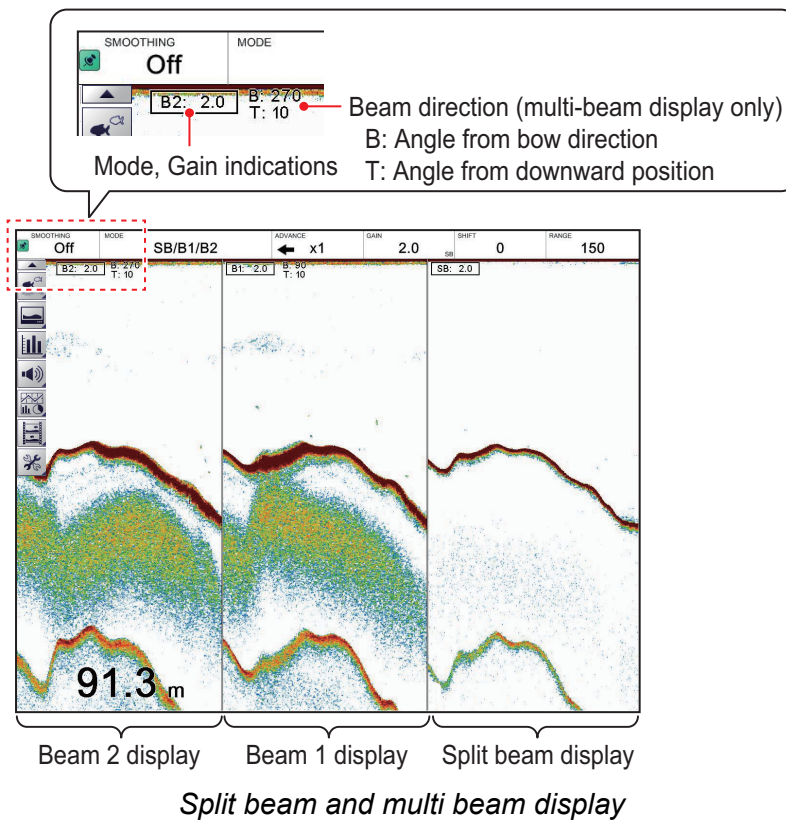 SMOOTHING MODE
Off
B2: 2.0 B: 270
T: 10
Beam direction (multi-beam display only)
B: Angle from bow direction
T: Angle from downward position
Mode, Gain indications
SMOOTHING MODE ADVANCE GAIN SHIFT RANGE
Off SB/B1/B2 x1 2.0 SB 0 150
B2: 2.0 B: 270 B1: 2.0 B: 90 SB: 2.0
T: 10 T: 10
91.3 m
Beam 2 display Beam 1 display Split beam display
Split beam and multi beam display